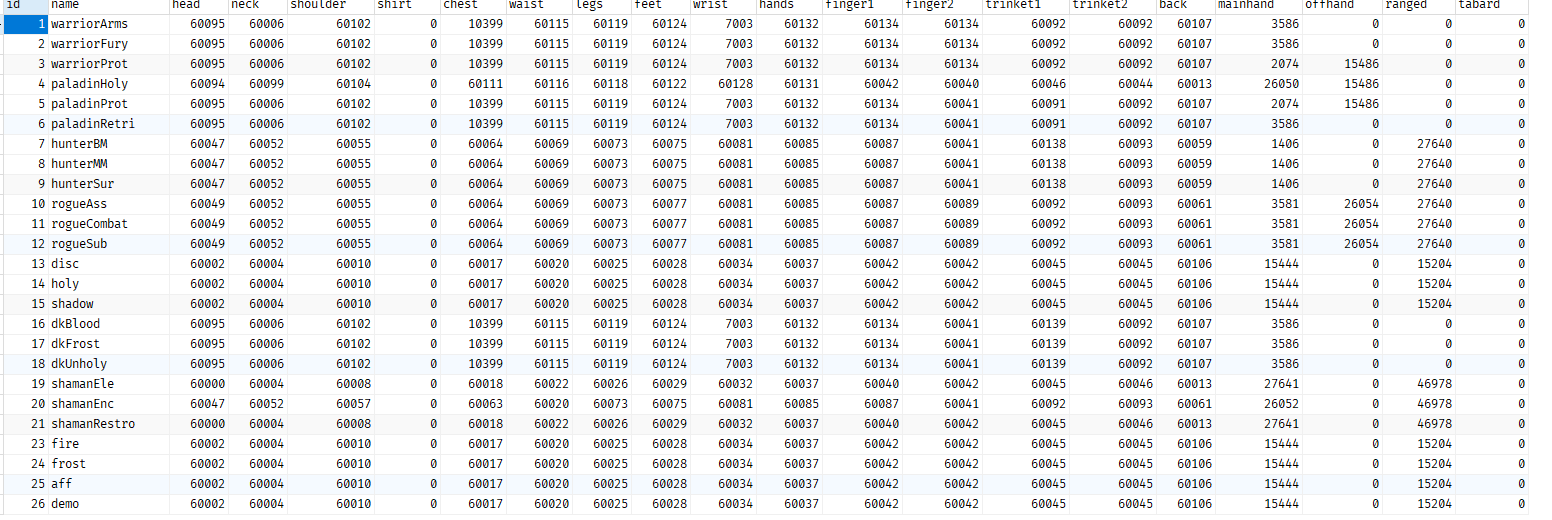 id name head neck shoulder shirt chest waist legs feet wrist hands finger1 finger2 trinket1 trinket2 back mainhand offhand ranged tabard
1 warriorArms 60095 60006 60102 0 10399 60115 60119 60124 7003 60132 60134 60134 60092 60092 60107 3586 0 0 0
2 warriorFury 60095 60006 60102 0 10399 60115 60119 60124 7003 60132 60134 60134 60092 60092 60107 3586 0 0 0
3 warriorProt 60095 60006 60102 0 10399 60115 60119 60124 7003 60132 60134 60134 60092 60092 60107 2074 15486 0 0
4 paladinHoly 60094 60099 60104 0 60111 60116 60118 60122 60128 60131 60042 60040 60046 60044 60013 26050 15486 0 0
5 paladinProt 60095 60006 60102 0 10399 60115 60119 60124 7003 60132 60134 60041 60091 60092 60107 2074 15486 0 0
6 paladinRetri 60095 60006 60102 0 10399 60115 60119 60124 7003 60132 60134 60041 60091 60092 60107 3586 0 0 0
7 hunterBM 60047 60052 60055 0 60064 60069 60073 60075 60081 60085 60087 60041 60138 60093 60059 1406 0 27640 0
8 hunterMM 60047 60052 60055 0 60064 60069 60073 60075 60081 60085 60087 60041 60138 60093 60059 1406 0 27640 0
9 hunterSur 60047 60052 60055 0 60064 60069 60073 60075 60081 60085 60087 60041 60138 60093 60059 1406 0 27640 0
10 rogueAss 60049 60052 60055 0 60064 60069 60073 60077 60081 60085 60087 60089 60092 60093 60061 3581 26054 27640 0
11 rogueCombat 60049 60052 60055 0 60064 60069 60073 60077 60081 60085 60087 60089 60092 60093 60061 3581 26054 27640 0
12 rogueSub 60049 60052 60055 0 60064 60069 60073 60077 60081 60085 60087 60089 60092 60093 60061 3581 26054 27640 0
13 disc 60002 60004 60010 0 60017 60020 60025 60028 60034 60037 60042 60042 60045 60045 60106 15444 0 15204 0
14 holy 60002 60004 60010 0 60017 60020 60025 60028 60034 60037 60042 60042 60045 60045 60106 15444 0 15204 0
15 shadow 60002 60004 60010 0 60017 60020 60025 60028 60034 60037 60042 60042 60045 60045 60106 15444 0 15204 0
16 dkBlood 60095 60006 60102 0 10399 60115 60119 60124 7003 60132 60134 60041 60139 60092 60107 3586 0 0 0
17 dkFrost 60095 60006 60102 0 10399 60115 60119 60124 7003 60132 60134 60041 60139 60092 60107 3586 0 0 0
18 dkUnholy 60095 60006 60102 0 10399 60115 60119 60124 7003 60132 60134 60041 60139 60092 60107 3586 0 0 0
19 shamanEle 60000 60004 60008 0 60018 60022 60026 60029 60032 60037 60040 60042 60045 60046 60013 27641 0 46978 0
20 shamanEnc 60047 60052 60057 0 60063 60020 60073 60075 60081 60085 60087 60041 60092 60093 60061 26052 0 46978 0
21 shamanRestro 60000 60004 60008 0 60018 60022 60026 60029 60032 60037 60040 60042 60045 60046 60013 27641 0 46978 0
23 fire 60002 60004 60010 0 60017 60020 60025 60028 60034 60037 60042 60042 60045 60045 60106 15444 0 15204 0
24 frost 60002 60004 60010 0 60017 60020 60025 60028 60034 60037 60042 60042 60045 60045 60106 15444 0 15204 0
25 aff 60002 60004 60010 0 60017 60020 60025 60028 60034 60037 60042 60042 60045 60045 60106 15444 0 15204 0
26 demo 60002 60004 60010 0 60017 60020 60025 60028 60034 60037 60042 60042 60045 60045 60106 15444 0 15204 0